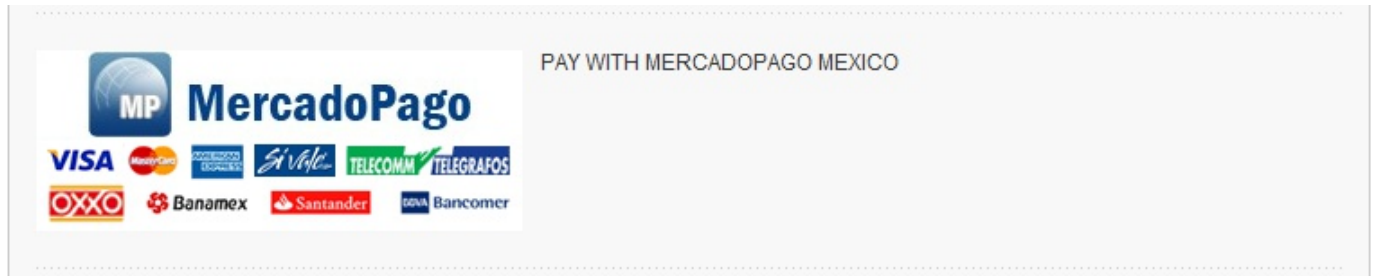 PAY WITH MERCADOPAGO MEXICO
MP MercadoPago
VISA MasterCard AMERICAN EXPRESS Sí Vale TELECOMM TELEGRAFOS
OXXO Banamex Santander BBVA Bancomer